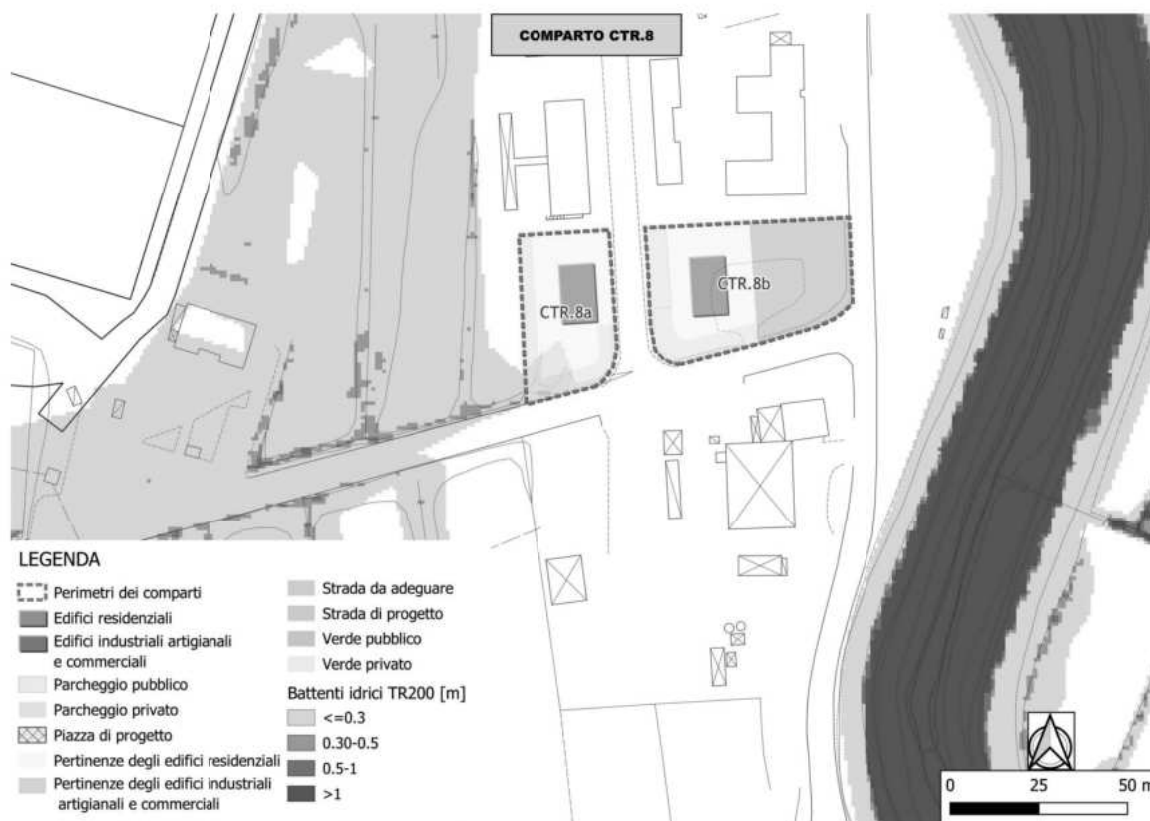 COMPARTO CTR.8
CTR.8a
CTR.8b
LEGENDA
Perimetri dei comparti
Edifici residenziali
Edifici industriali artigianali
e commerciali
Parcheggio pubblico
Parcheggio privato
Piazza di progetto
Pertinenze degli edifici residenziali
Pertinenze degli edifici industriali
artigianali e commerciali
Strada da adeguare
Strada di progetto
Verde pubblico
Verde privato
Battenti idrici TR200 [m]
<=0.3
0.30-0.5
0.5-1
>1
0 25 50 m